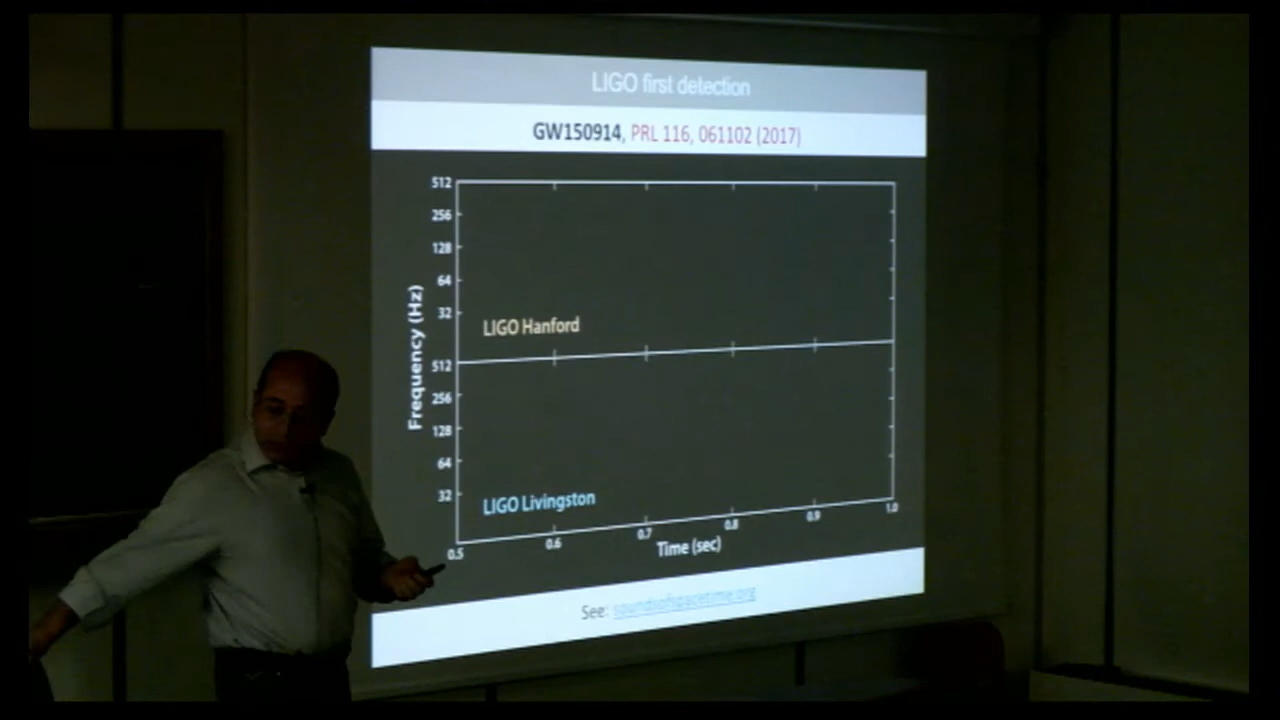 LIGO first detection
GW150914, PRL 116, 061102 (2017)
512
256
128
64
32
LIGO Hanford
Frequency (Hz)
512
256
128
64
32
LIGO Livingston
0.5 0.6 0.7 0.8 0.9 1.0
Time (sec)
See: soundsofspacetime.org